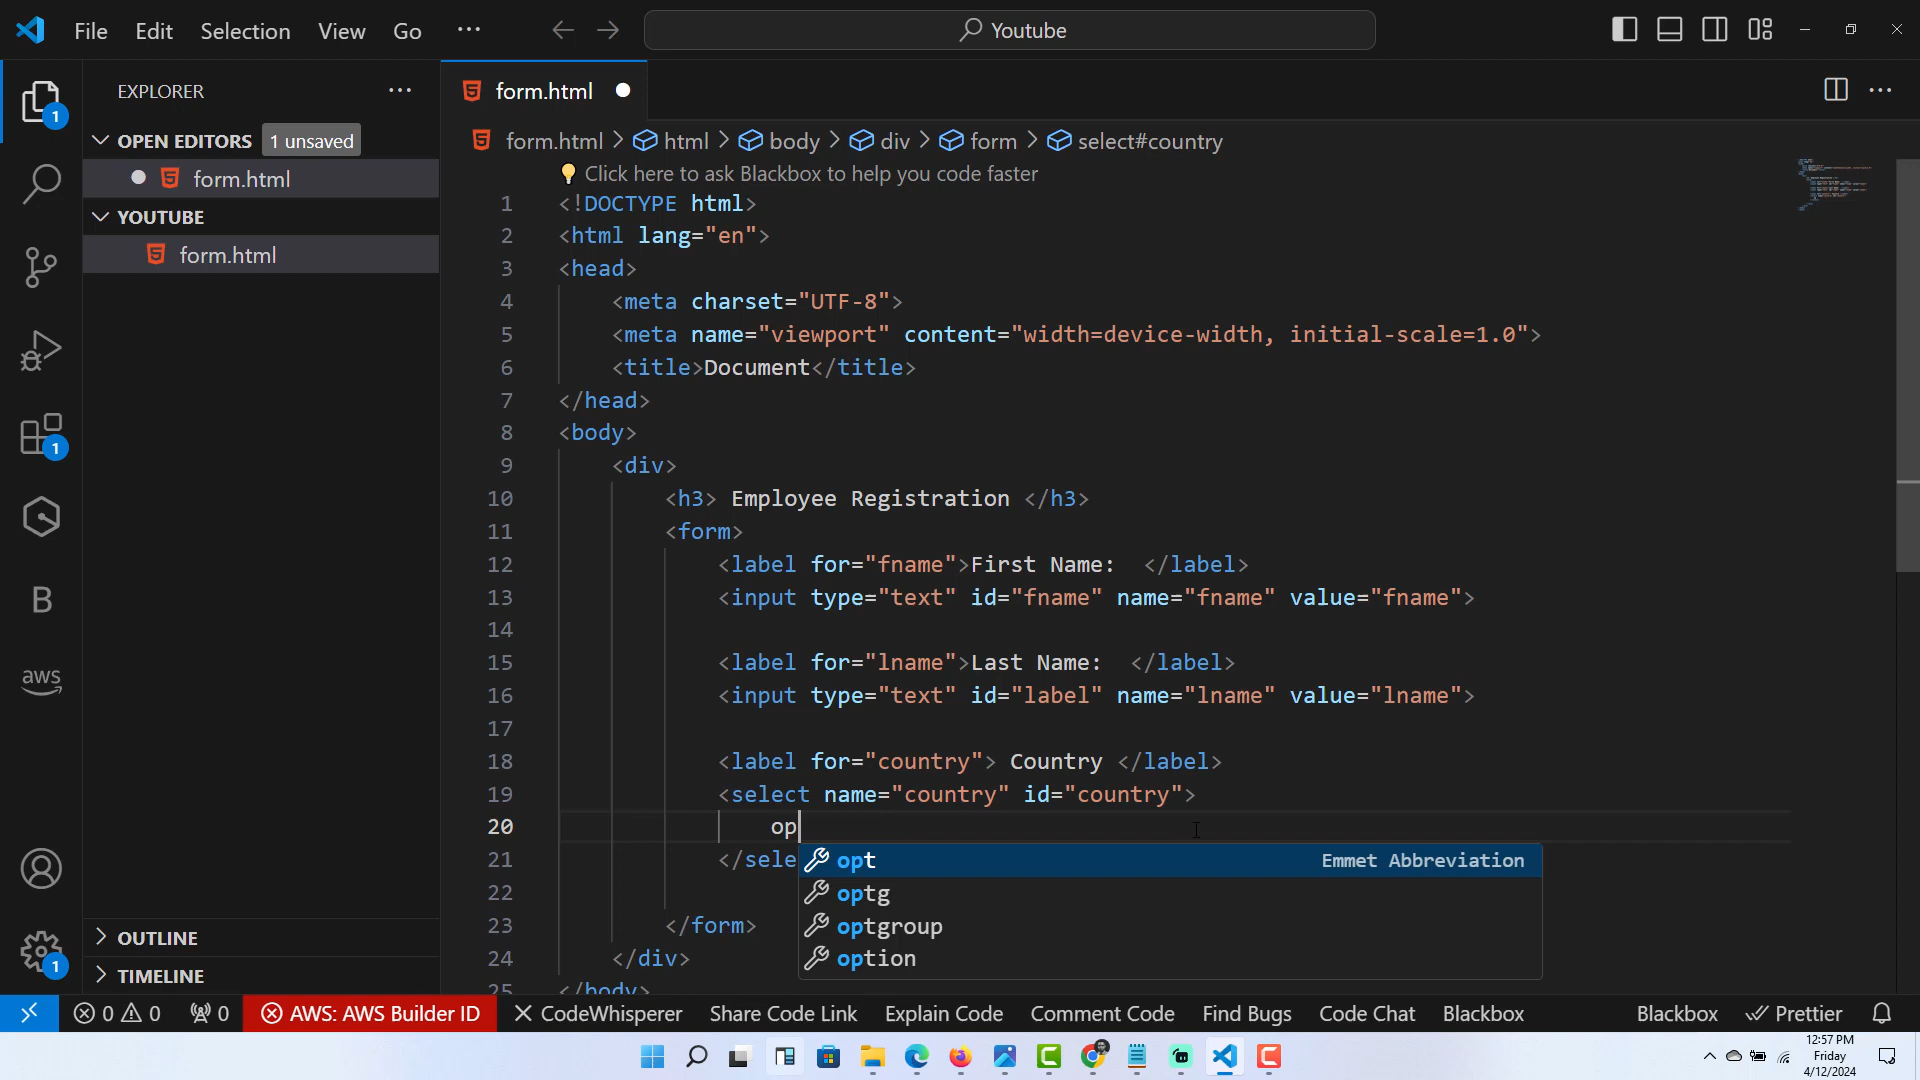 File Edit Selection View Go ··· Youtube
EXPLORER ···
form.html
OPEN EDITORS 1 unsaved
form.html
YOUTUBE
form.html
form.html > html > body > div > form > select#country
Click here to ask Blackbox to help you code faster
1 <!DOCTYPE html>
2 <html lang="en">
3 <head>
4 <meta charset="UTF-8">
5 <meta name="viewport" content="width=device-width, initial-scale=1.0">
6 <title>Document</title>
7 </head>
8 <body>
9 <div>
10 <h3> Employee Registration </h3>
11 <form>
12 <label for="fname">First Name:  </label>
13 <input type="text" id="fname" name="fname" value="fname">
14
15 <label for="lname">Last Name:  </label>
16 <input type="text" id="label" name="lname" value="lname">
17
18 <label for="country"> Country </label>
19 <select name="country" id="country">
20 op
21 </sele
22
23 </form>
24 </div>
25 </body>
opt Emmet Abbreviation
optg
optgroup
option
1
1
B
aws
1
OUTLINE
TIMELINE
0 0 0 AWS: AWS Builder ID CodeWhisperer Share Code Link Explain Code Comment Code Find Bugs Code Chat Blackbox Blackbox Prettier
12:57 PM
Friday
4/12/2024